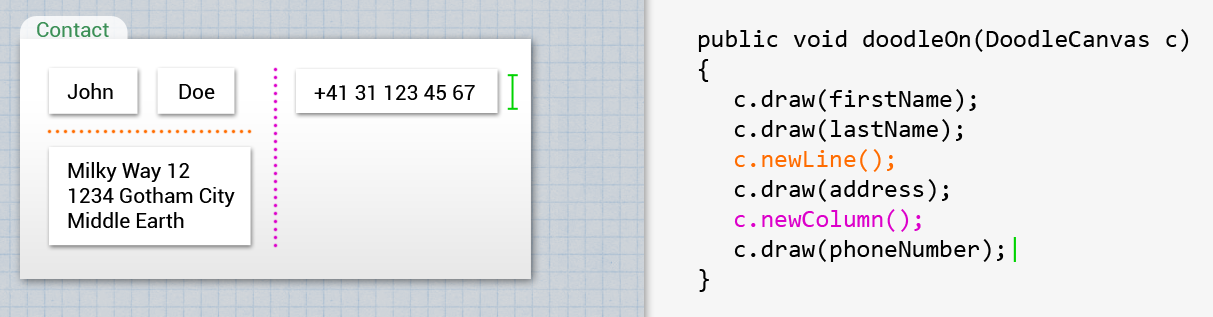 Contact
John Doe
Milky Way 12
1234 Gotham City
Middle Earth
+41 31 123 45 67
public void doodleOn(DoodleCanvas c)
{
c.draw(firstName);
c.draw(lastName);
c.newLine();
c.draw(address);
c.newColumn();
c.draw(phoneNumber);
}